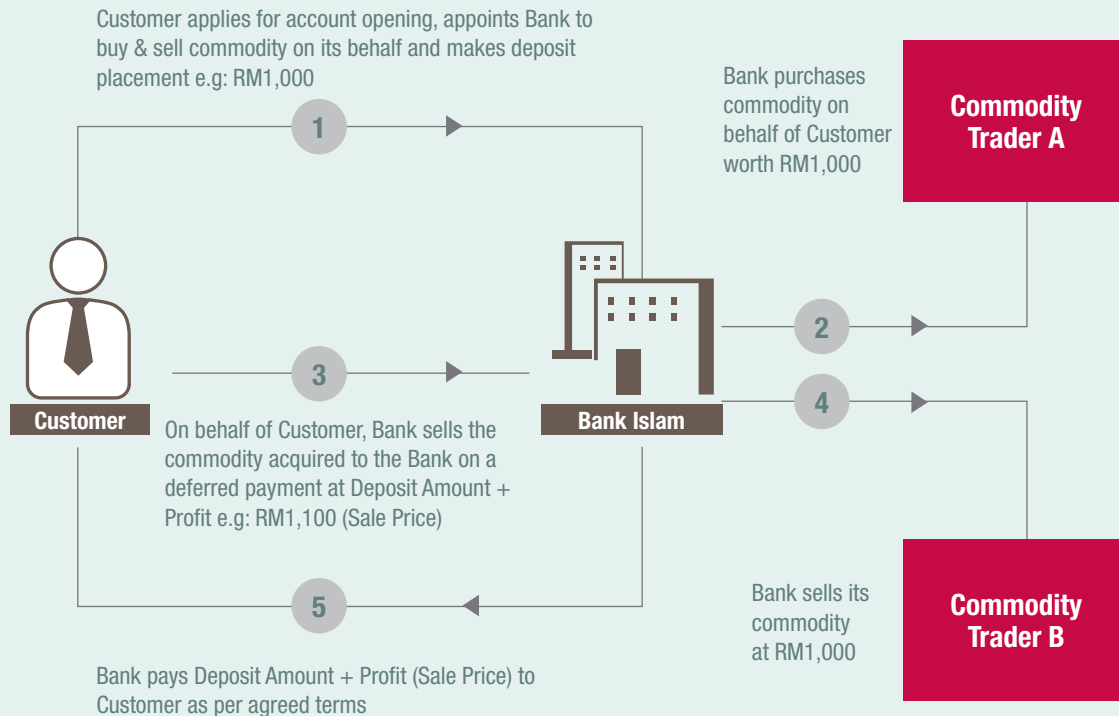 Customer applies for account opening, appoints Bank to
buy & sell commodity on its behalf and makes deposit
placement e.g: RM1,000
1
Bank purchases
commodity on
behalf of Customer
worth RM1,000
Commodity
Trader A
2
3
4
Customer
Bank Islam
On behalf of Customer, Bank sells the
commodity acquired to the Bank on a
deferred payment at Deposit Amount +
Profit e.g: RM1,100 (Sale Price)
5
Bank sells its
commodity
at RM1,000
Commodity
Trader B
Bank pays Deposit Amount + Profit (Sale Price) to
Customer as per agreed terms